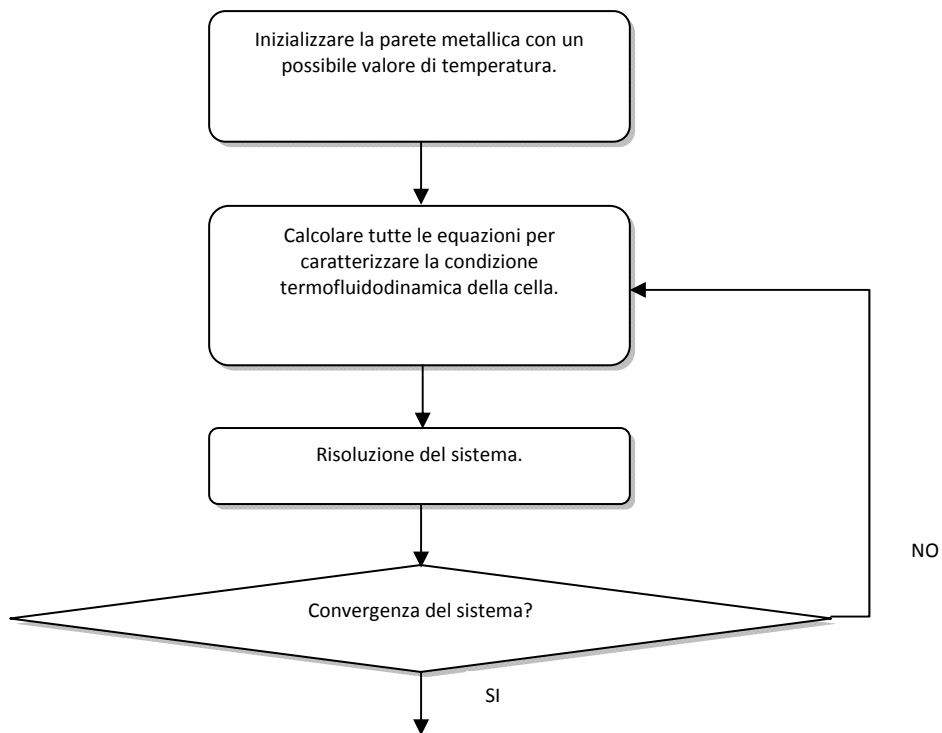 Inizializzare la parete metallica con un
possibile valore di temperatura.
Calcolare tutte le equazioni per
caratterizzare la condizione
termofluidodinamica della cella.
Risoluzione del sistema.
NO
Convergenza del sistema?
SI